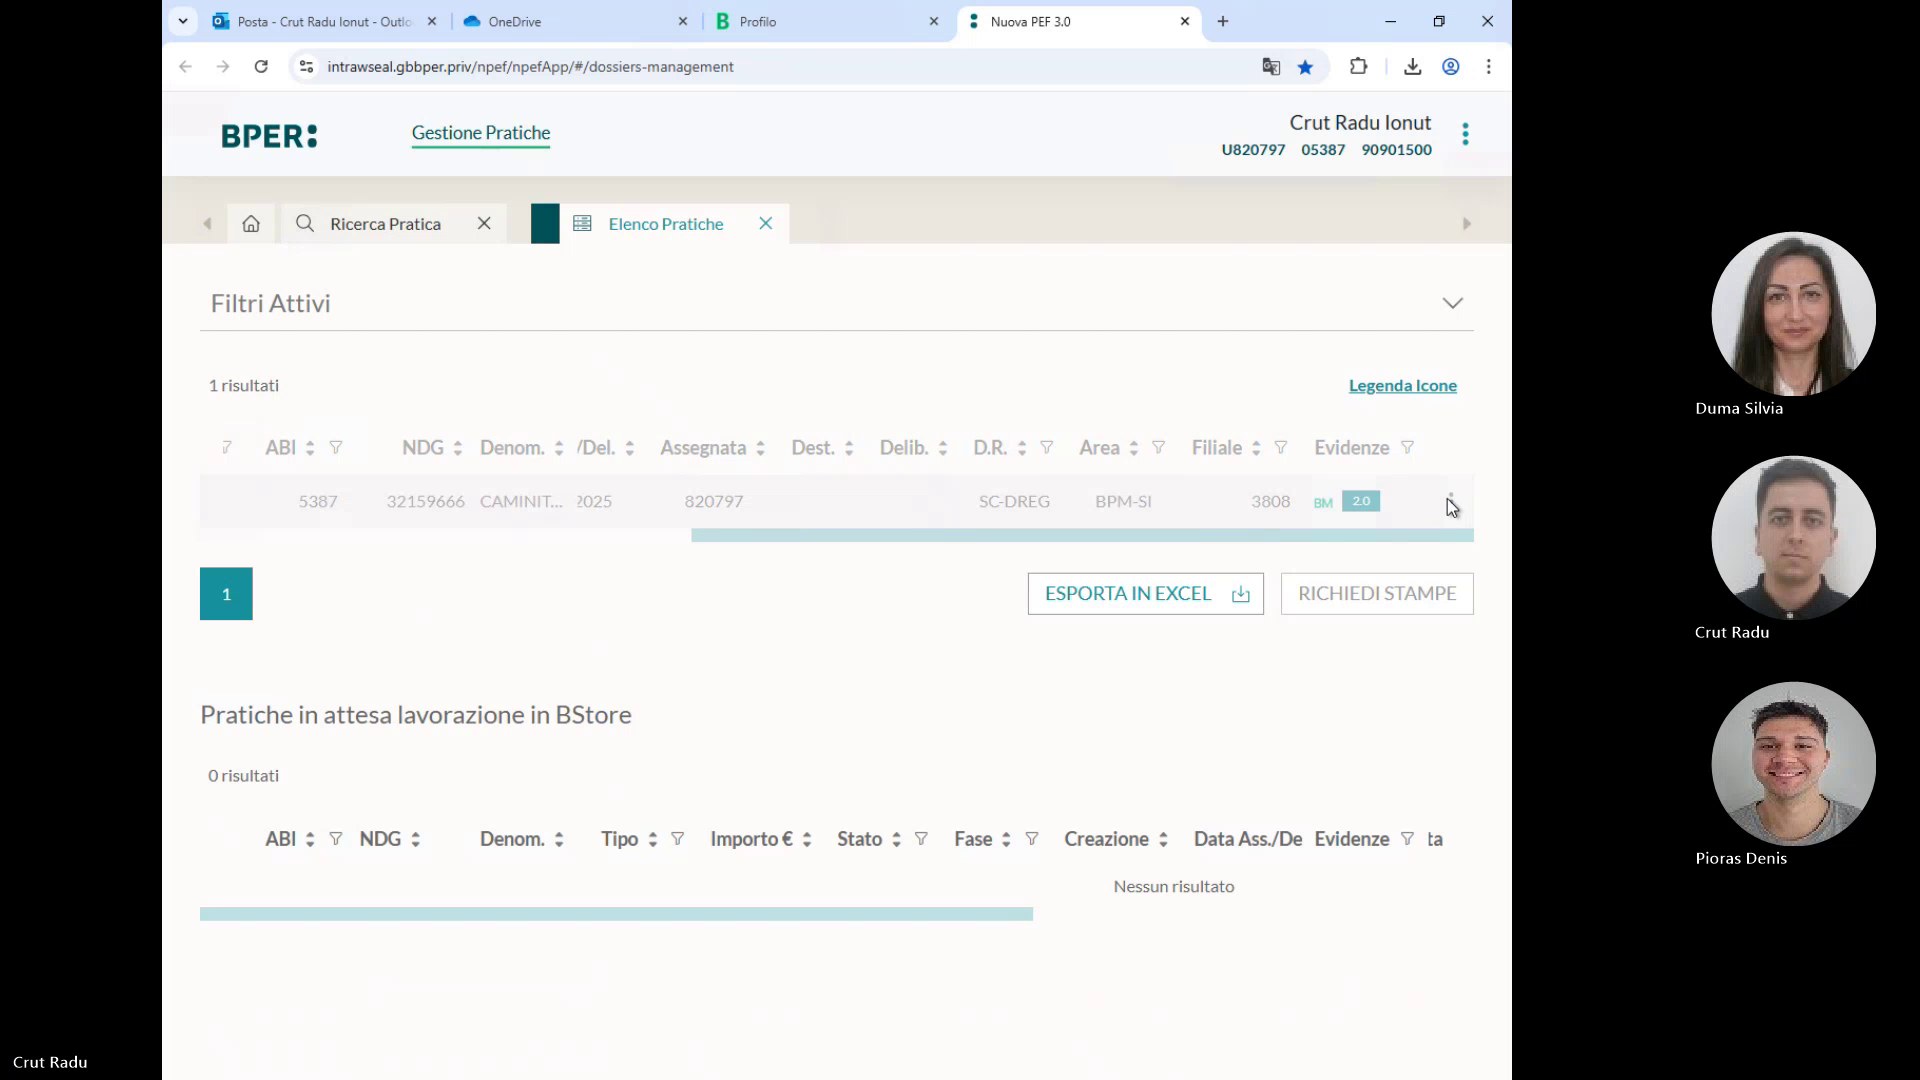 Posta - Crut Radu Ionut - Outlo
OneDrive
Profilo
Nuova PEF 3.0
intrawseal.gbbper.priv/npef/npefApp/#/dossiers-management
BPER:
Gestione Pratiche
Crut Radu Ionut
U820797 05387 90901500
Ricerca Pratica
Elenco Pratiche
Filtri Attivi
1 risultati
Legenda Icone
ABI NDG Denom. /Del. Assegnata Dest. Delib. D.R. Area Filiale Evidenze
5387 32159666 CAMINIT... 2025 820797 SC-DREG BPM-SI 3808 BM 2.0
1
ESPORTA IN EXCEL
RICHIEDI STAMPE
Pratiche in attesa lavorazione in BStore
0 risultati
ABI NDG Denom. Tipo Importo € Stato Fase Creazione Data Ass./De Evidenze ta
Nessun risultato
Duma Silvia
Crut Radu
Pioras Denis
Crut Radu